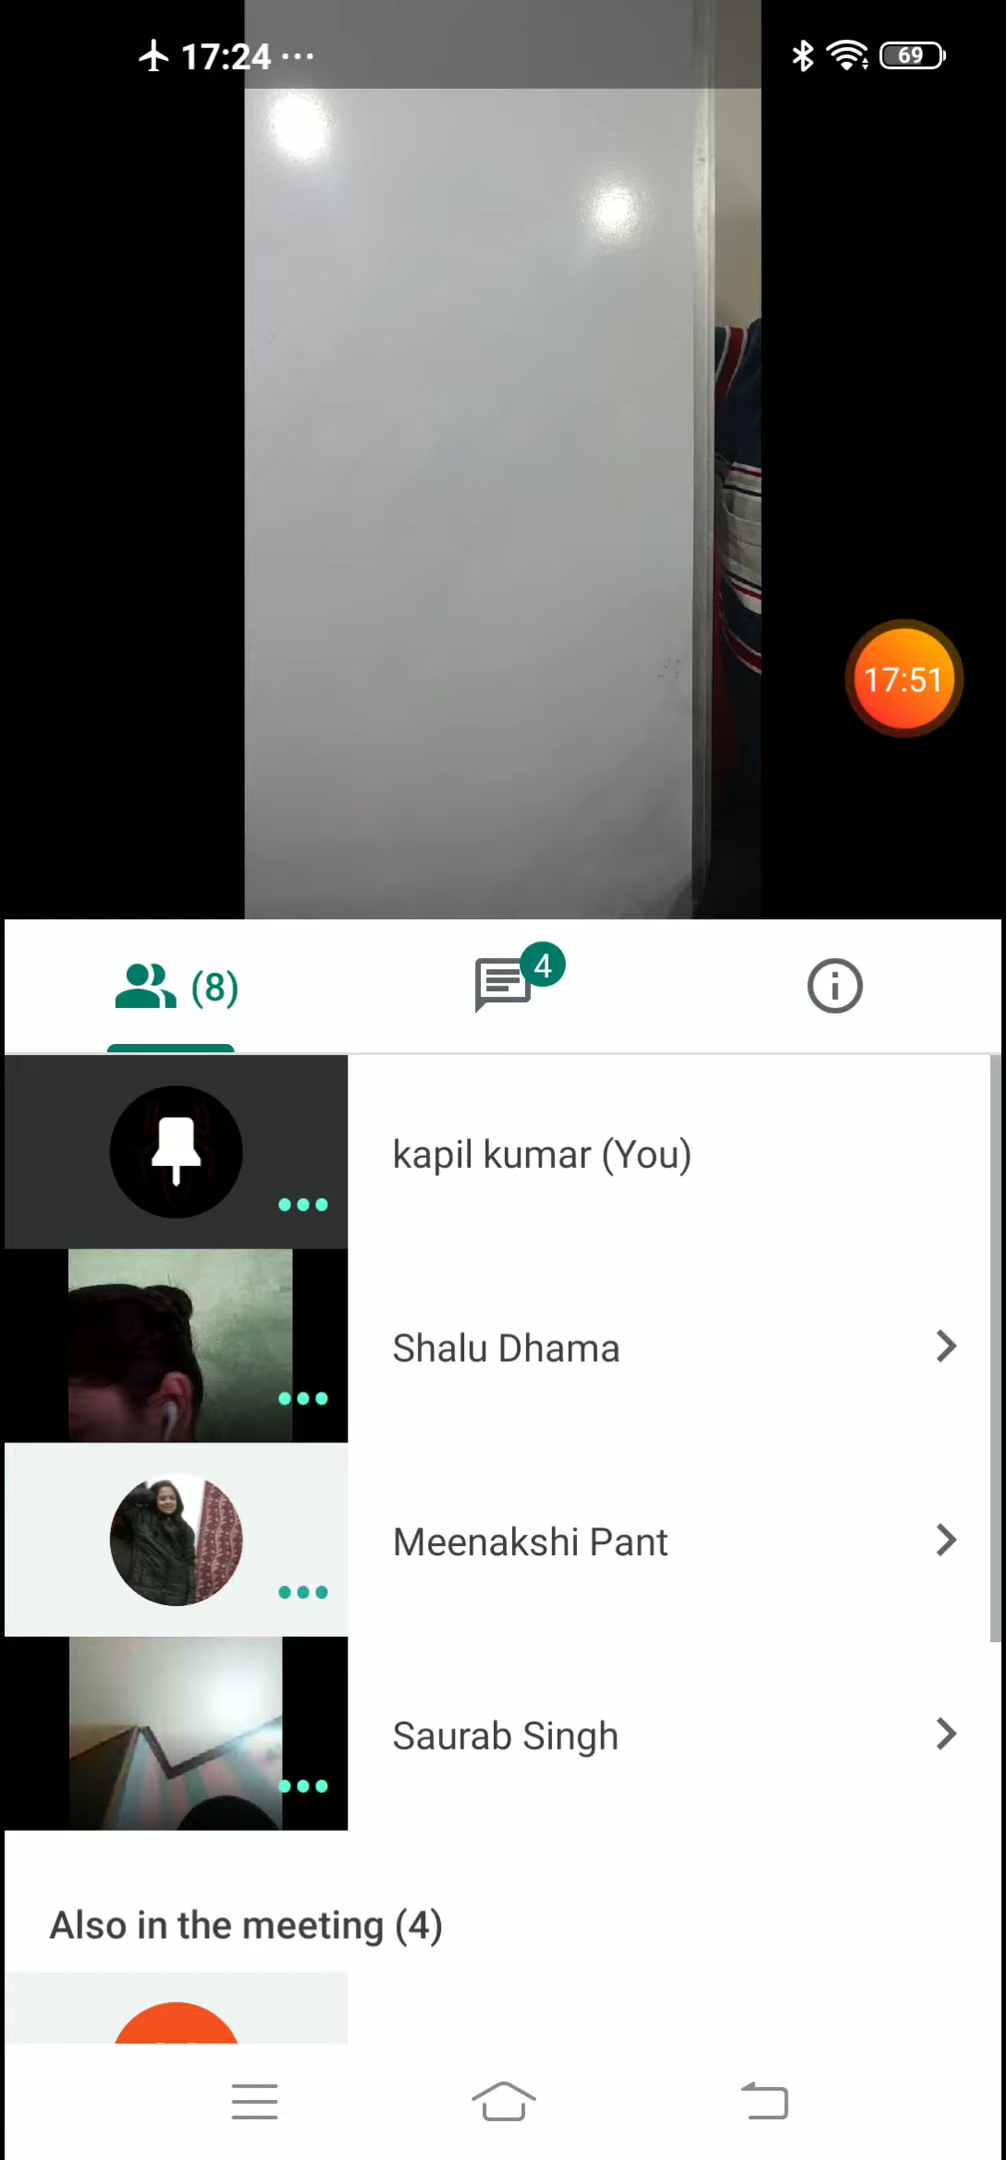 17:24 ...
69
17:51
(8)
4
kapil kumar (You)
Shalu Dhama
Meenakshi Pant
Saurab Singh
Also in the meeting (4)